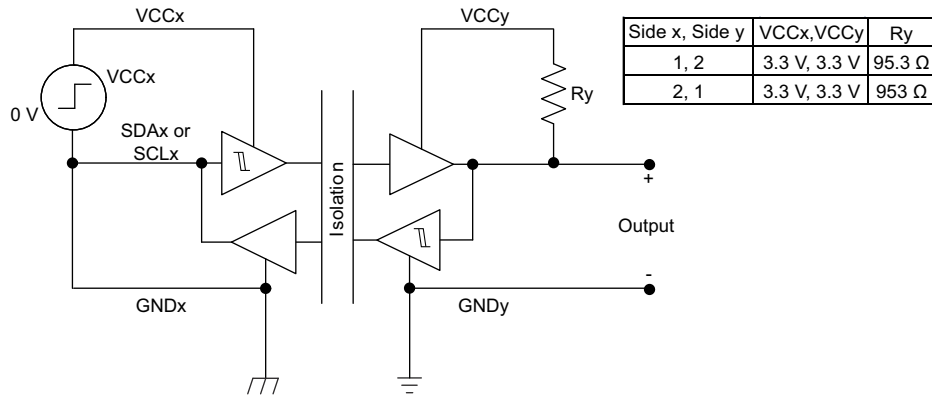 VCCx
VCCy
VCCx
0 V
SDAx or
SCLx
Isolation
Ry
+
Output
-
GNDx
GNDy
Side x, Side y VCCx,VCCy Ry
1, 2 3.3 V, 3.3 V 95.3 Ω
2, 1 3.3 V, 3.3 V 953 Ω